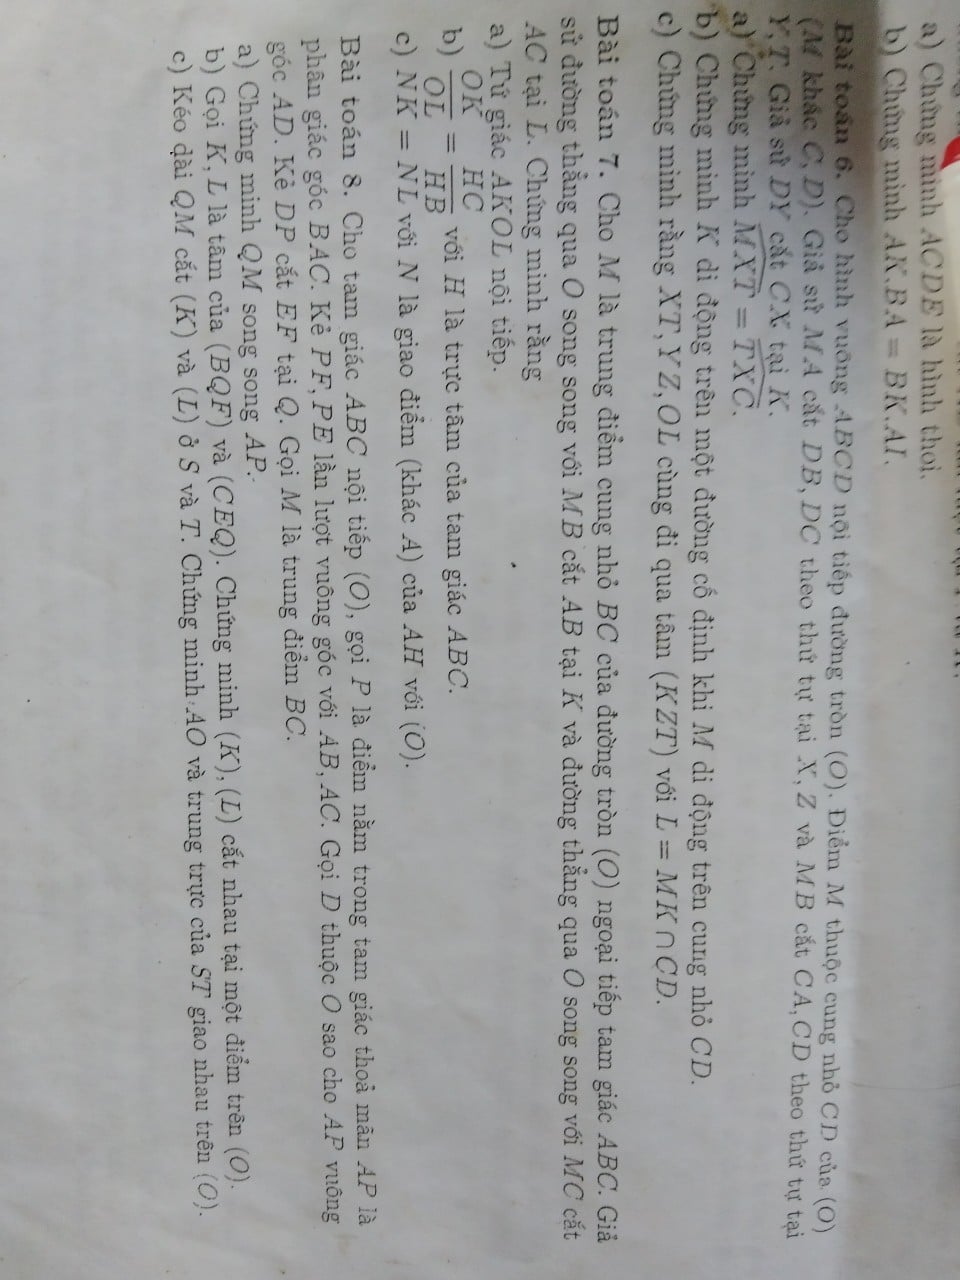 a) Chứng minh ACDE là hình thoi.
b) Chứng minh AK.BA = BK.AI.
Bài toán 6. Cho hình vuông ABCD nội tiếp đường tròn (O). Điểm M thuộc cung nhỏ CD của (O)
(M khác C, D). Giả sử MA cắt DB, DC theo thứ tự tại X, Z và MB cắt CA, CD theo thứ tự tại
Y, T. Giả sử DY cắt CX tại K.
a) Chứng minh \widehat{MXT} = \widehat{TXC}.
b) Chứng minh K di động trên một đường cố định khi M di động trên cung nhỏ CD.
c) Chứng minh rằng XT, YZ, OL cùng đi qua tâm (KZT) với L = MK ∩ CD.
Bài toán 7. Cho M là trung điểm cung nhỏ BC của đường tròn (O) ngoại tiếp tam giác ABC. Giả
sử đường thẳng qua O song song với MB cắt AB tại K và đường thẳng qua O song song với MC cắt
AC tại L. Chứng minh rằng
a) Tứ giác AKOL nội tiếp.
b) \frac{OK}{OL} = \frac{HC}{HB} với H là trực tâm của tam giác ABC.
c) NK = NL với N là giao điểm (khác A) của AH với (O).
Bài toán 8. Cho tam giác ABC nội tiếp (O), gọi P là điểm nằm trong tam giác thoả mãn AP là
phân giác góc BAC. Kẻ PF, PE lần lượt vuông góc với AB, AC. Gọi D thuộc O sao cho AP vuông
góc AD. Kẻ DP cắt EF tại Q. Gọi M là trung điểm BC.
a) Chứng minh QM song song AP.
b) Gọi K, L là tâm của (BQF) và (CEQ). Chứng minh (K), (L) cắt nhau tại một điểm trên (O).
c) Kéo dài QM cắt (K) và (L) ở S và T. Chứng minh AO và trung trực của ST giao nhau trên (O).